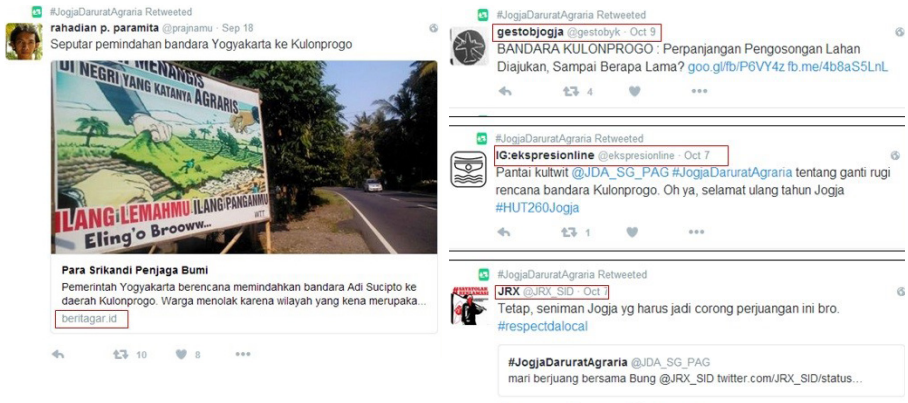 #JogjaDaruratAgraria Retweeted
rahadian p. paramita @prajnamu · Sep 18
Seputar pemindahan bandara Yogyakarta ke Kulonprogo
MENANGIS
DI NEGRI YANG KATANYA AGRARIS
ILANG LEMAHMU ILANG PANGANMU
WTT
Eling'o Brooww...
Para Srikandi Penjaga Bumi
Pemerintah Yogyakarta berencana memindahkan bandara Adi Sucipto ke
daerah Kulonprogo. Warga menolak karena wilayah yang kena merupaka...
beritagar.id
10 8
#JogjaDaruratAgraria Retweeted
gestobjogja @gestobyk · Oct 9
BANDARA KULONPROGO : Perpanjangan Pengosongan Lahan
Diajukan, Sampai Berapa Lama? goo.gl/fb/P6VY4z fb.me/4b8aS5LnL
4
#JogjaDaruratAgraria Retweeted
IG:ekspresionline @ekspresionline · Oct 7
Pantai kultwit @JDA_SG_PAG #JogjaDaruratAgraria tentang ganti rugi
rencana bandara Kulonprogo. Oh ya, selamat ulang tahun Jogja
#HUT260Jogja
1
#JogjaDaruratAgraria Retweeted
JRX @JRX_SID · Oct 7
Tetap, seniman Jogja yg harus jadi corong perjuangan ini bro.
#respectdalocal
#JogjaDaruratAgraria @JDA_SG_PAG
mari berjuang bersama Bung @JRX_SID twitter.com/JRX_SID/status...